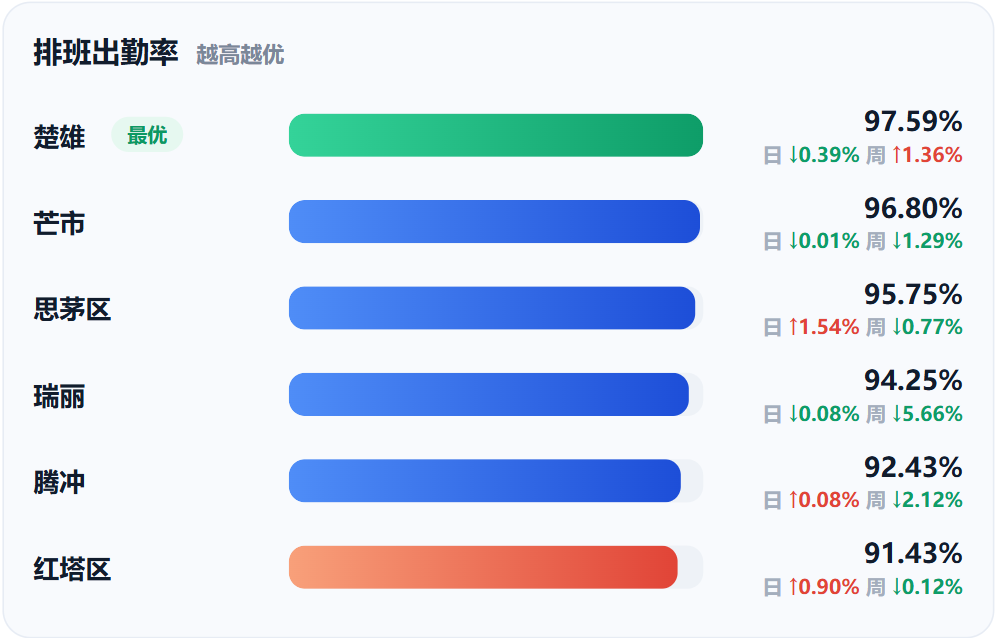 排班出勤率 越高越优
楚雄 最优 97.59%
日 ↓0.39% 周 ↑1.36%
芒市 96.80%
日 ↓0.01% 周 ↓1.29%
思茅区 95.75%
日 ↑1.54% 周 ↓0.77%
瑞丽 94.25%
日 ↓0.08% 周 ↓5.66%
腾冲 92.43%
日 ↑0.08% 周 ↓2.12%
红塔区 91.43%
日 ↑0.90% 周 ↓0.12%